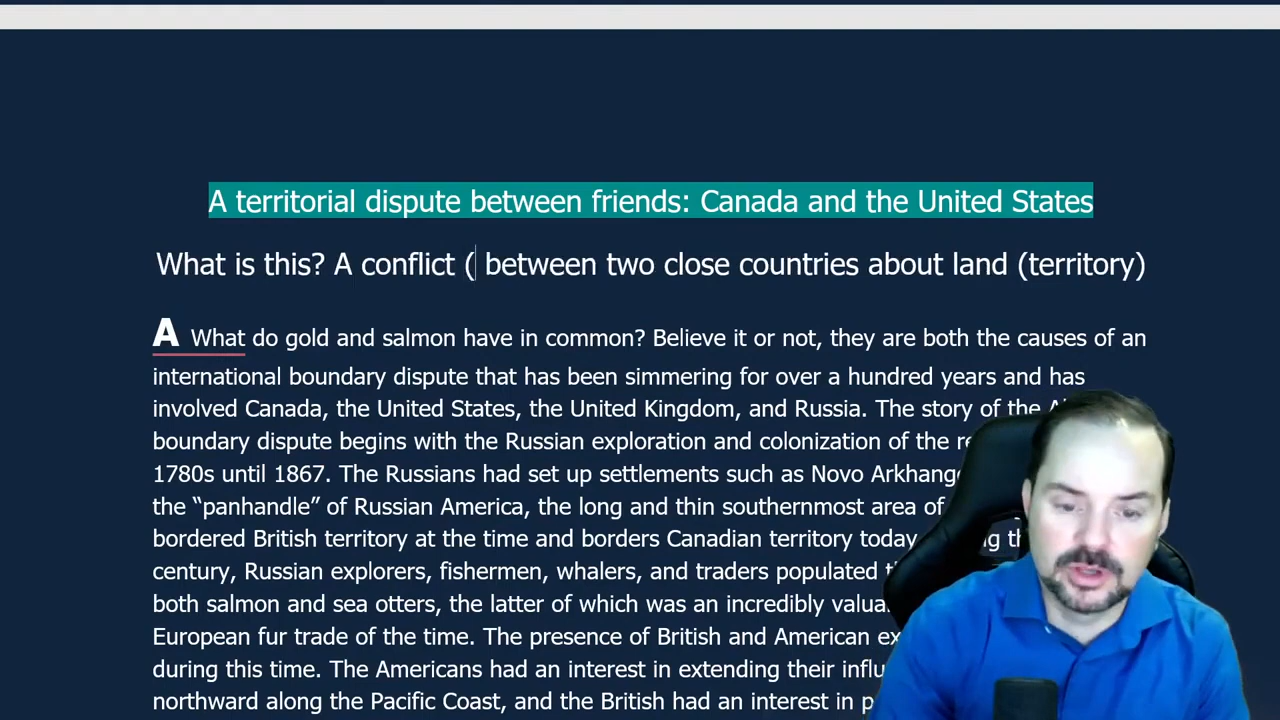 A territorial dispute between friends: Canada and the United States
What is this? A conflict ( between two close countries about land (territory)
A What do gold and salmon have in common? Believe it or not, they are both the causes of an
international boundary dispute that has been simmering for over a hundred years and has
involved Canada, the United States, the United Kingdom, and Russia. The story of the
boundary dispute begins with the Russian exploration and colonization of the
1780s until 1867. The Russians had set up settlements such as Novo
the “panhandle” of Russian America, the long and thin southernmost area of
bordered British territory at the time and borders Canadian territory today
century, Russian explorers, fishermen, whalers, and traders populated
both salmon and sea otters, the latter of which was an incredibly
European fur trade of the time. The presence of British and American
during this time. The Americans had an interest in extending their
northward along the Pacific Coast, and the British had an interest in